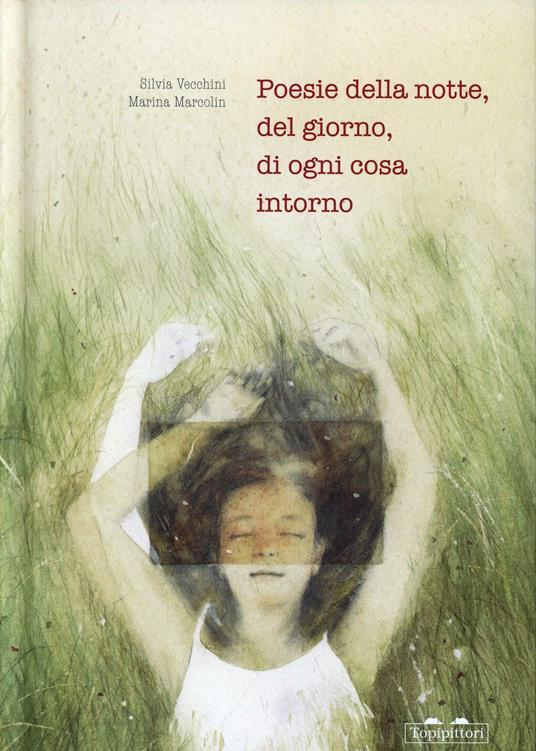 Silvia Vecchini
Marina Marcolin
Poesie della notte,
del giorno,
di ogni cosa
intorno
Topipittori